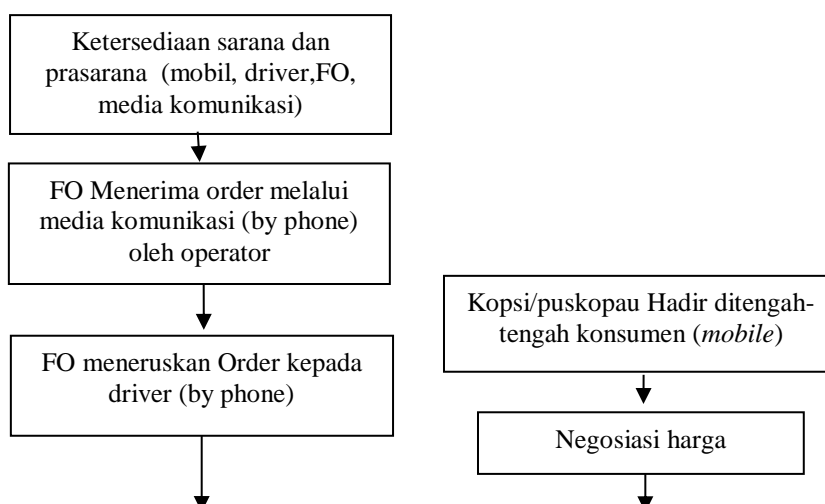 Ketersediaan sarana dan
prasarana (mobil, driver,FO,
media komunikasi)
FO Menerima order melalui
media komunikasi (by phone)
oleh operator
FO meneruskan Order kepada
driver (by phone)
Kopsi/puskopau Hadir ditengah-
tengah konsumen (mobile)
Negosiasi harga